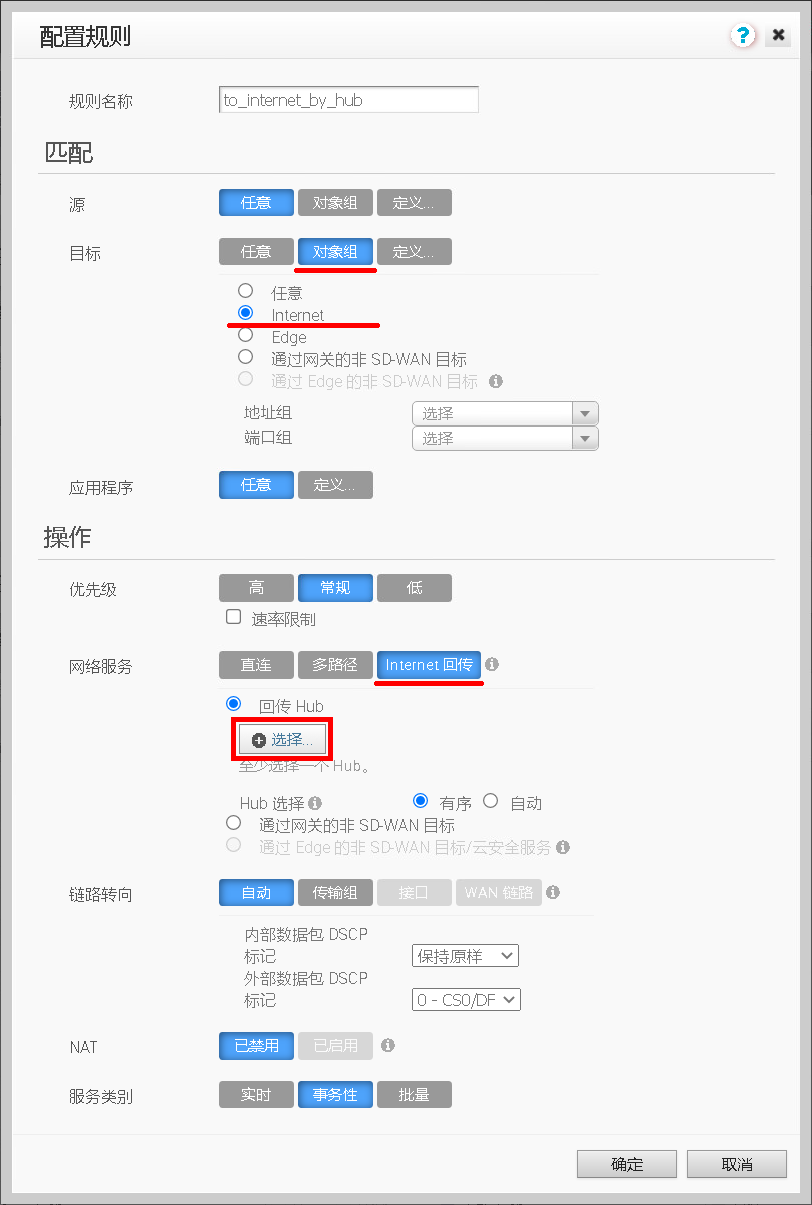 配置规则
?
规则名称 to_internet_by_hub
匹配
源 任意 对象组 定义...
目标 任意 对象组 定义...
任意
Internet
Edge
通过网关的非 SD-WAN 目标
通过 Edge 的非 SD-WAN 目标
地址组 选择
端口组 选择
应用程序 任意 定义...
操作
优先级 高 常规 低
速率限制
网络服务 直连 多路径 Internet 回传
回传 Hub
选择...
至少选择一个 Hub。
Hub 选择 有序 自动
通过网关的非 SD-WAN 目标
通过 Edge 的非 SD-WAN 目标/云安全服务
链路转向 自动 传输组 接口 WAN 链路
内部数据包 DSCP
标记 保持原样
外部数据包 DSCP
标记 0 - CS0/DF
NAT 已禁用 已启用
服务类别 实时 事务性 批量
确定 取消